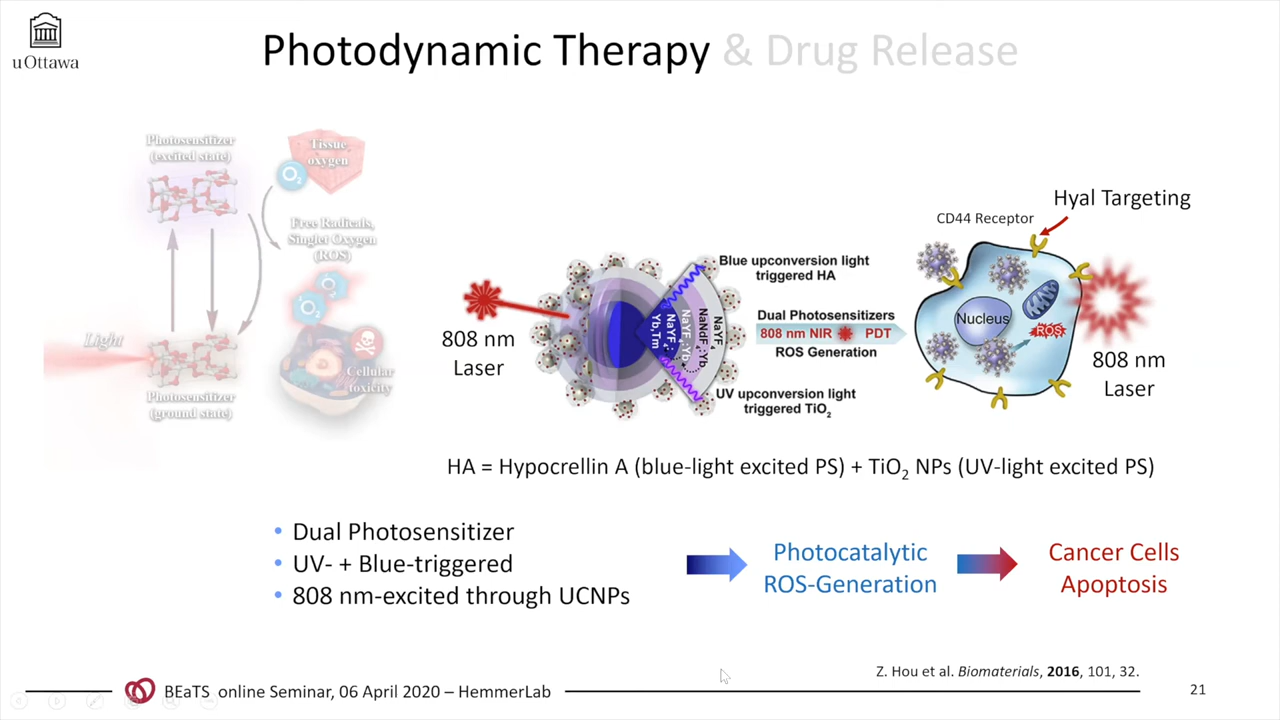 uOttawa
Photodynamic Therapy & Drug Release
Photosensitizer
(excited state)
Tissue
oxygen
O2
Free Radicals,
Singlet Oxygen
(ROS)
O2
Light
Photosensitizer
(ground state)
Cellular
toxicity
808 nm
Laser
NaYF4:
Yb,Tm
NaYF4:Yb
NaNdF4:Yb
NaYF4
Blue upconversion light
triggered HA
Dual Photosensitizers
808 nm NIR PDT
ROS Generation
UV upconversion light
triggered TiO2
CD44 Receptor
Hyal Targeting
Nucleus
ROS
808 nm
Laser
HA = Hypocrellin A (blue-light excited PS) + TiO2 NPs (UV-light excited PS)
• Dual Photosensitizer
• UV- + Blue-triggered
• 808 nm-excited through UCNPs
Photocatalytic
ROS-Generation
Cancer Cells
Apoptosis
Z. Hou et al. Biomaterials, 2016, 101, 32.
BEaTS online Seminar, 06 April 2020 – HemmerLab
21